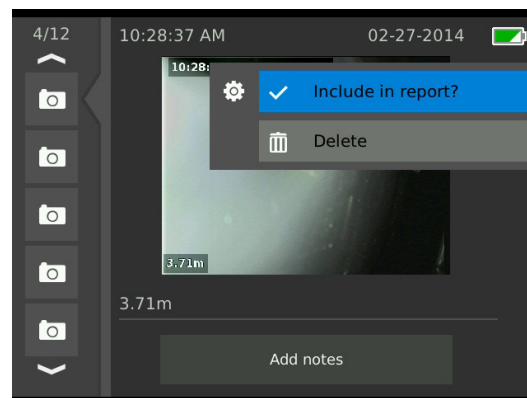 4/12
10:28:37 AM
02-27-2014
10:28:
Include in report?
Delete
3.71m
3.71m
Add notes